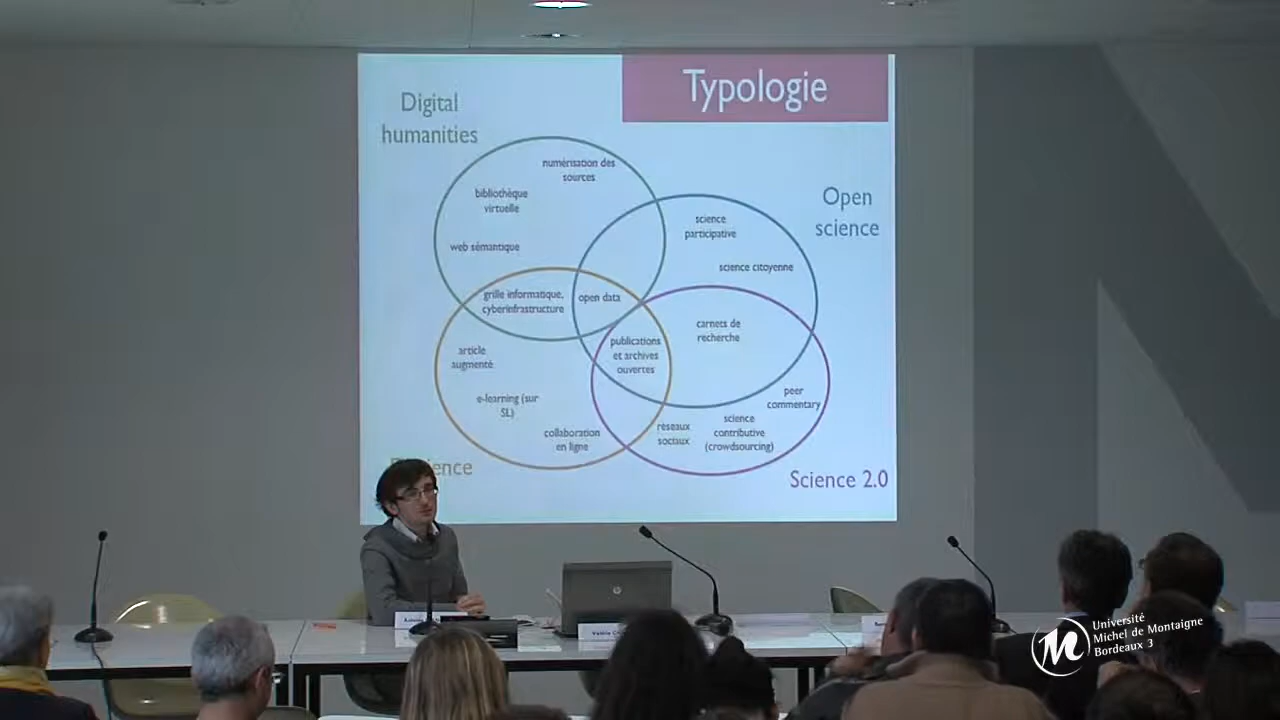 Typologie
Digital
humanities
numérisation des
sources
bibliothèque
virtuelle
web sémantique
Open
science
science
participative
science citoyenne
grille informatique,
cyberinfrastructure
open data
carnets de
recherche
publications
et archives
ouvertes
article
augmenté
e-learning (sur
SL)
collaboration
en ligne
réseaux
sociaux
science
contributive
(crowdsourcing)
peer
commentary
Science 2.0
Université
Michel de Montaigne
Bordeaux 3